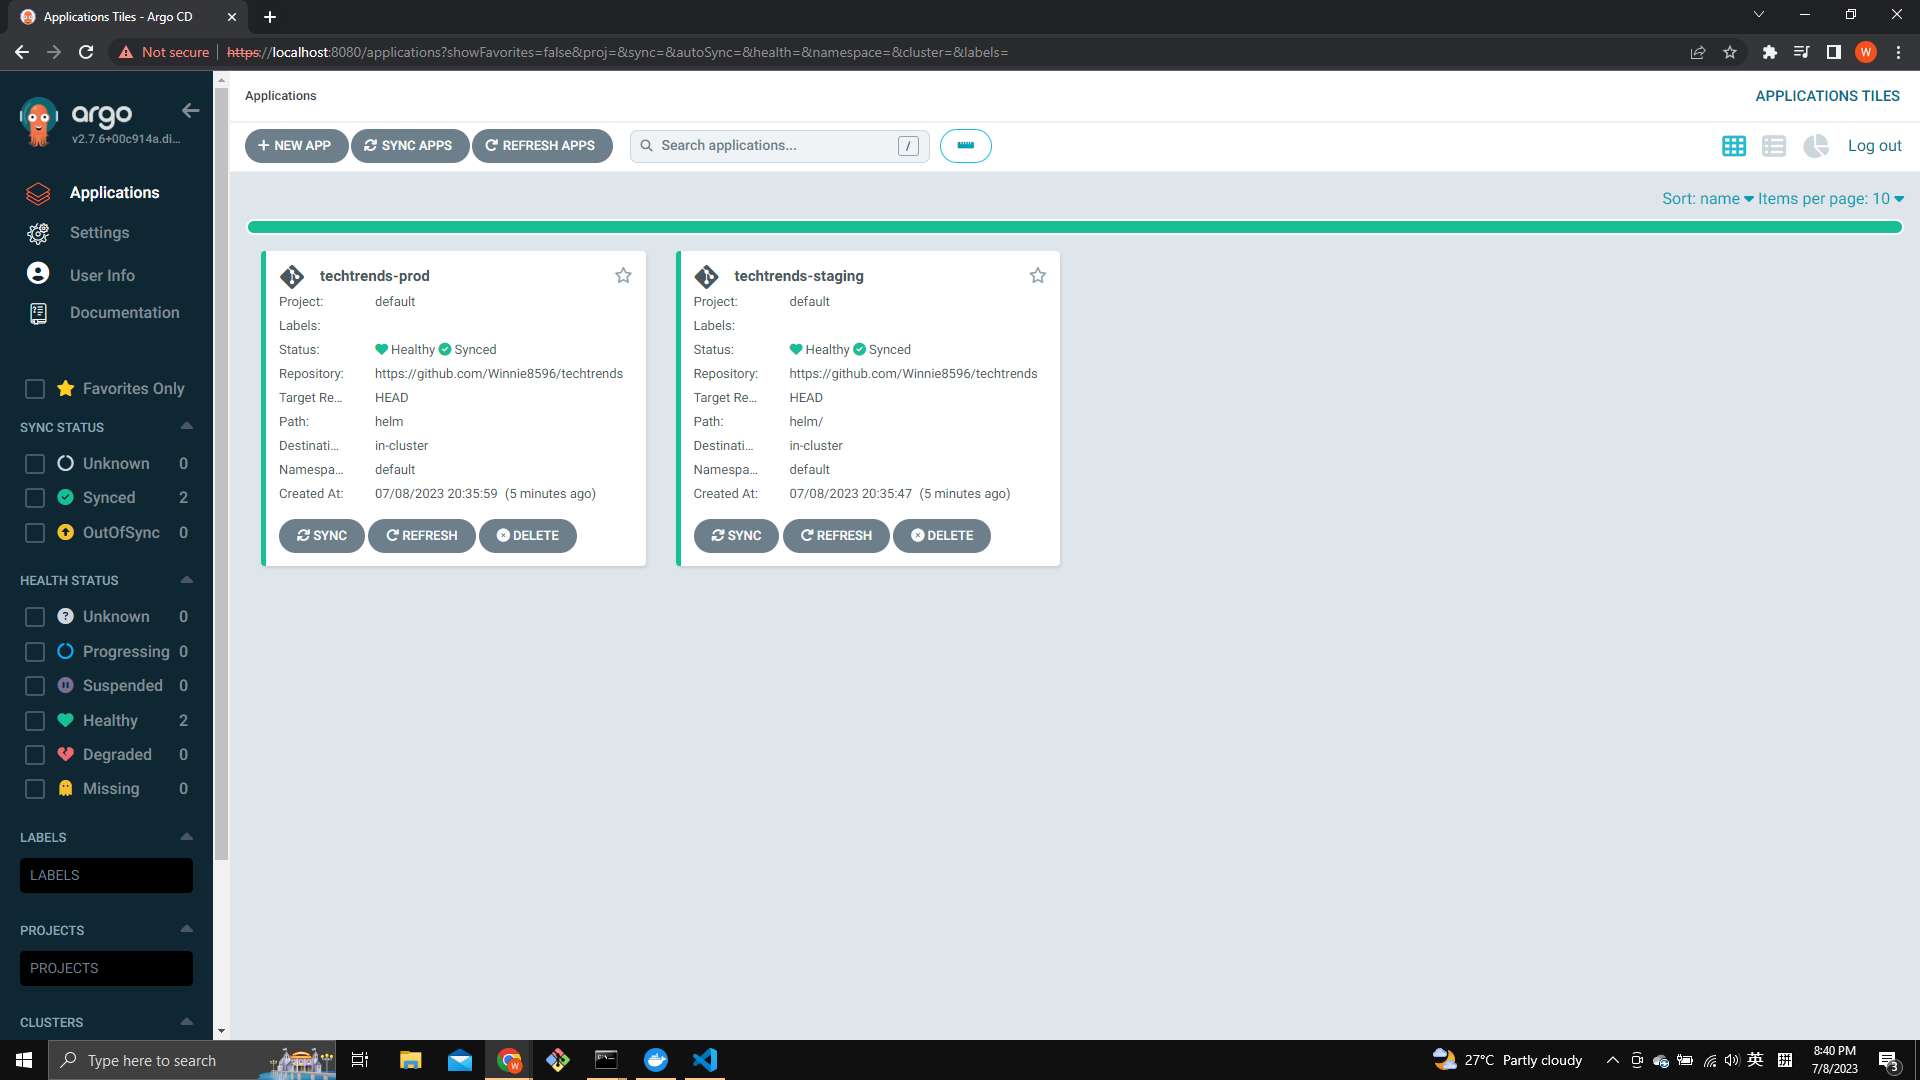 Applications Tiles - Argo CD
Not secure https://localhost:8080/applications?showFavorites=false&proj=&sync=&autoSync=&health=&namespace=&cluster=&labels=
W
argo
v2.7.6+00c914a.di...
Applications
Settings
User Info
Documentation
Favorites Only
SYNC STATUS
Unknown 0
Synced 2
OutOfSync 0
HEALTH STATUS
Unknown 0
Progressing 0
Suspended 0
Healthy 2
Degraded 0
Missing 0
LABELS
LABELS
PROJECTS
PROJECTS
CLUSTERS
Applications
APPLICATIONS TILES
NEW APP
SYNC APPS
REFRESH APPS
Search applications...
/
Log out
Sort: name Items per page: 10
techtrends-prod
Project: default
Labels:
Status: Healthy Synced
Repository: https://github.com/Winnie8596/techtrends
Target Re... HEAD
Path: helm
Destinati... in-cluster
Namespa... default
Created At: 07/08/2023 20:35:59 (5 minutes ago)
SYNC REFRESH DELETE
techtrends-staging
Project: default
Labels:
Status: Healthy Synced
Repository: https://github.com/Winnie8596/techtrends
Target Re... HEAD
Path: helm/
Destinati... in-cluster
Namespa... default
Created At: 07/08/2023 20:35:47 (5 minutes ago)
SYNC REFRESH DELETE
Type here to search
W
27°C Partly cloudy
英
拼
8:40 PM
7/8/2023
3